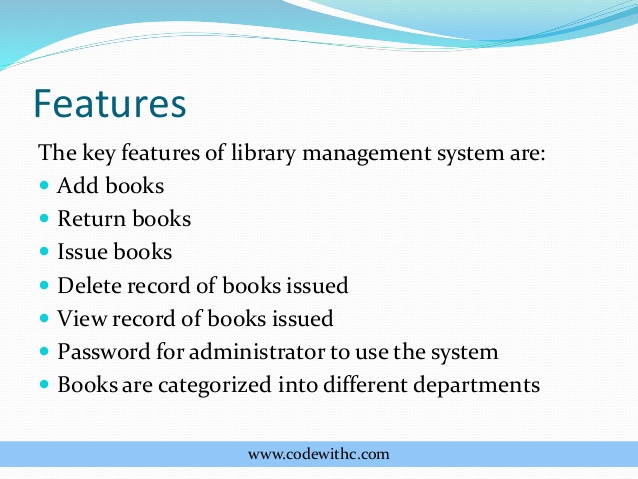 Features
The key features of library management system are:
• Add books
• Return books
• Issue books
• Delete record of books issued
• View record of books issued
• Password for administrator to use the system
• Books are categorized into different departments
www.codewithc.com